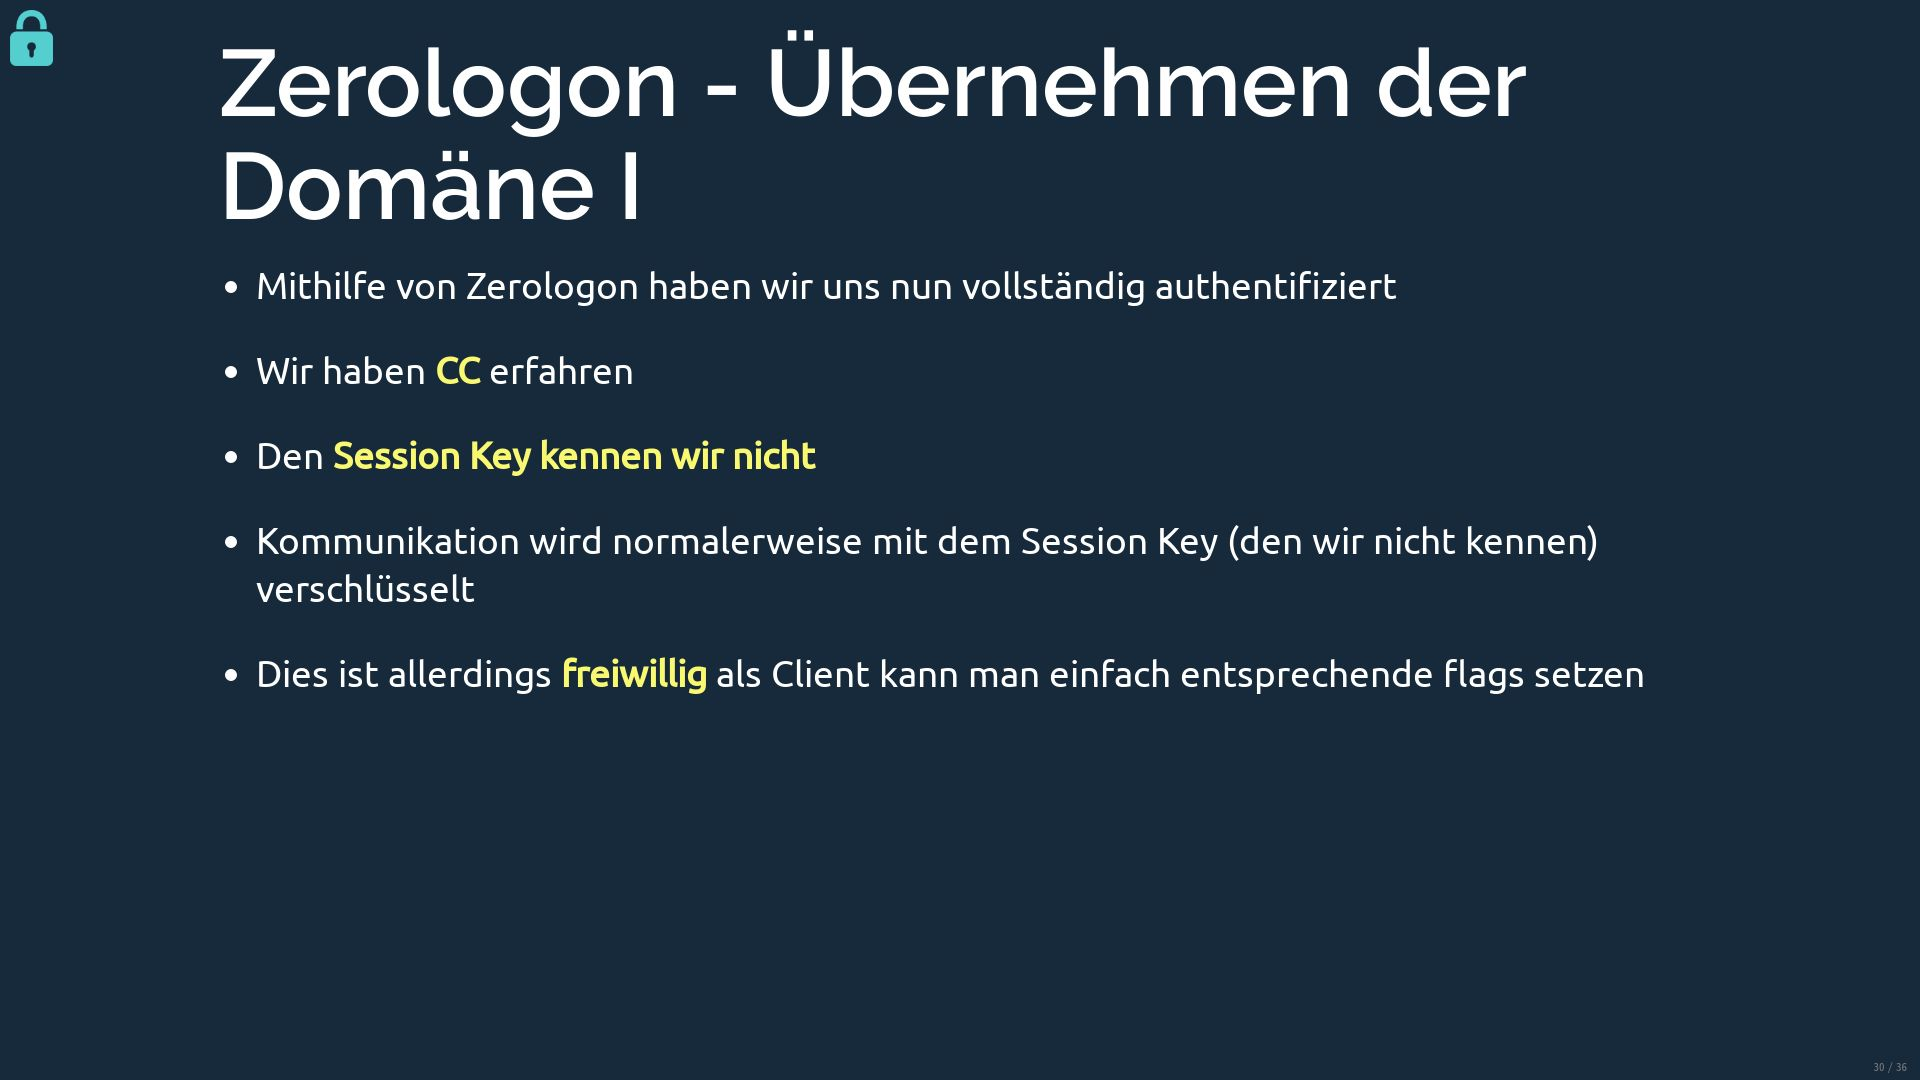 Zerologon - Übernehmen der
Domäne I
• Mithilfe von Zerologon haben wir uns nun vollständig authentifiziert
• Wir haben CC erfahren
• Den Session Key kennen wir nicht
• Kommunikation wird normalerweise mit dem Session Key (den wir nicht kennen)
verschlüsselt
• Dies ist allerdings freiwillig als Client kann man einfach entsprechende flags setzen
30 / 36